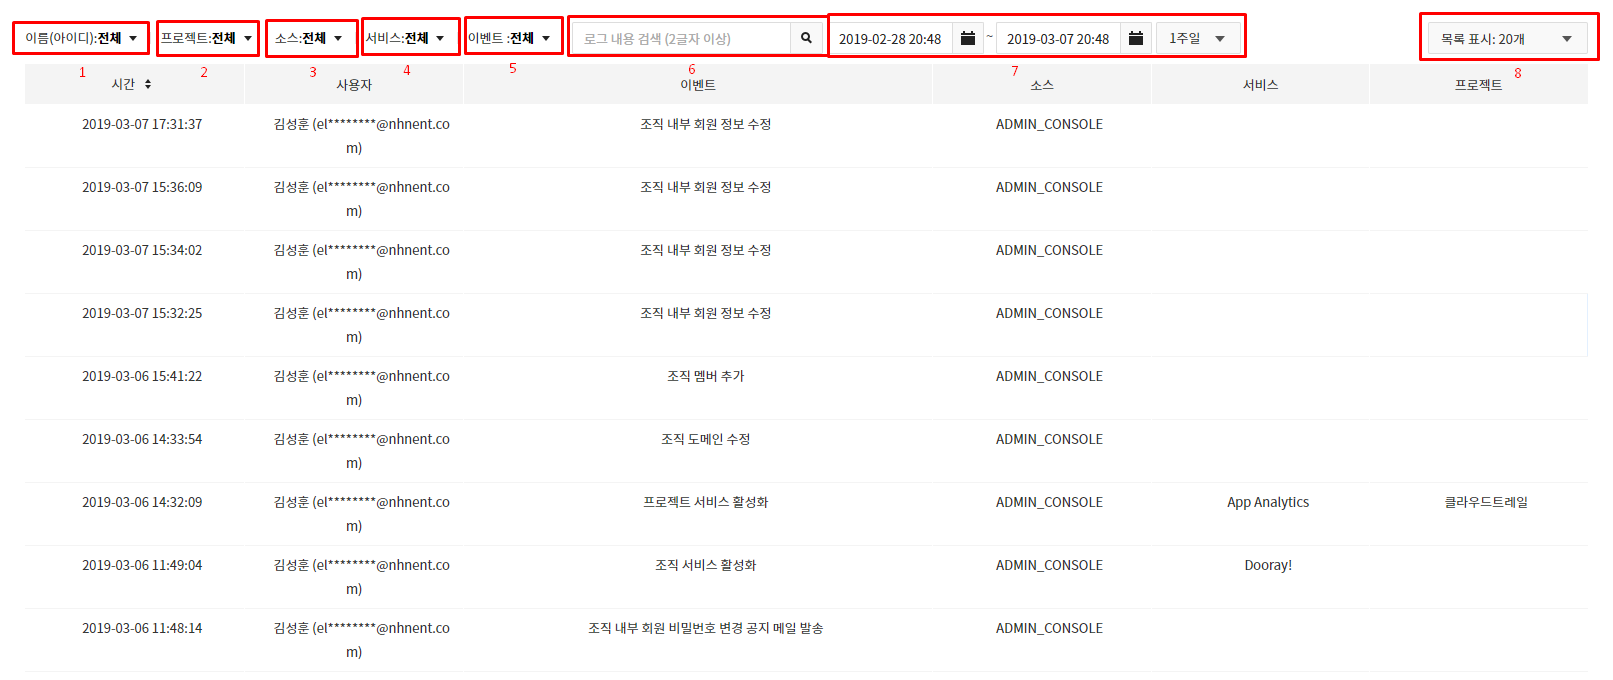 이름(아이디):전체 프로젝트:전체 소스:전체 서비스:전체 이벤트 :전체 로그 내용 검색 (2글자 이상) 2019-02-28 20:48 ~ 2019-03-07 20:48 1주일 목록 표시: 20개
1 2 3 4 5 6 7 8
시간 사용자 이벤트 소스 서비스 프로젝트
2019-03-07 17:31:37 김성훈 (el********@nhnent.co 조직 내부 회원 정보 수정 ADMIN_CONSOLE
m)
2019-03-07 15:36:09 김성훈 (el********@nhnent.co 조직 내부 회원 정보 수정 ADMIN_CONSOLE
m)
2019-03-07 15:34:02 김성훈 (el********@nhnent.co 조직 내부 회원 정보 수정 ADMIN_CONSOLE
m)
2019-03-07 15:32:25 김성훈 (el********@nhnent.co 조직 내부 회원 정보 수정 ADMIN_CONSOLE
m)
2019-03-06 15:41:22 김성훈 (el********@nhnent.co 조직 멤버 추가 ADMIN_CONSOLE
m)
2019-03-06 14:33:54 김성훈 (el********@nhnent.co 조직 도메인 수정 ADMIN_CONSOLE
m)
2019-03-06 14:32:09 김성훈 (el********@nhnent.co 프로젝트 서비스 활성화 ADMIN_CONSOLE App Analytics 클라우드트레일
m)
2019-03-06 11:49:04 김성훈 (el********@nhnent.co 조직 서비스 활성화 ADMIN_CONSOLE Dooray!
m)
2019-03-06 11:48:14 김성훈 (el********@nhnent.co 조직 내부 회원 비밀번호 변경 공지 메일 발송 ADMIN_CONSOLE
m)